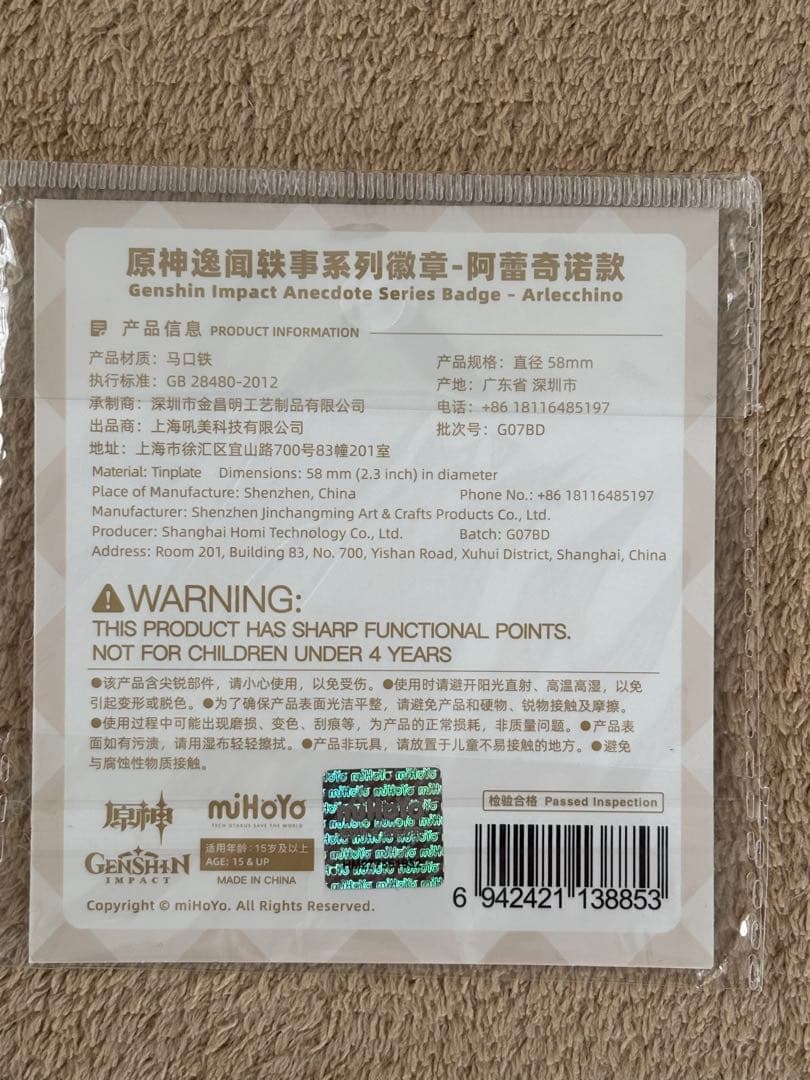 原神逸闻轶事系列徽章-阿蕾奇诺款
Genshin Impact Anecdote Series Badge – Arlecchino
产品信息 PRODUCT INFORMATION
产品材质：马口铁 产品规格：直径 58mm
执行标准：GB 28480-2012 产地：广东省 深圳市
承制商：深圳市金昌明工艺制品有限公司 电话：+86 18116485197
出品商：上海吼美科技有限公司 批次号：G07BD
地址：上海市徐汇区宜山路700号83幢201室
Material: Tinplate Dimensions: 58 mm (2.3 inch) in diameter
Place of Manufacture: Shenzhen, China Phone No.: +86 18116485197
Manufacturer: Shenzhen Jinchangming Art & Crafts Products Co., Ltd.
Producer: Shanghai Homi Technology Co., Ltd. Batch: G07BD
Address: Room 201, Building 83, No. 700, Yishan Road, Xuhui District, Shanghai, China
WARNING:
THIS PRODUCT HAS SHARP FUNCTIONAL POINTS.
NOT FOR CHILDREN UNDER 4 YEARS
●该产品含尖锐部件，请小心使用，以免受伤。●使用时请避开阳光直射、高温高湿，以免
引起变形或脱色。●为了确保产品表面光洁平整，请避免产品和硬物、锐物接触及摩擦。
●使用过程中可能出现磨损、变色、刮痕等，为产品的正常损耗，非质量问题。●产品表
面如有污渍，请用湿布轻轻擦拭。●产品非玩具，请放置于儿童不易接触的地方。●避免
与腐蚀性物质接触。
原神
GENSHIN
IMPACT
miHoYo
TECH OTAKUS SAVE THE WORLD
适用年龄：15岁及以上
AGE: 15 & UP
MADE IN CHINA
Copyright © miHoYo. All Rights Reserved.
miHoYo
检验合格 Passed Inspection
6 942421 138853